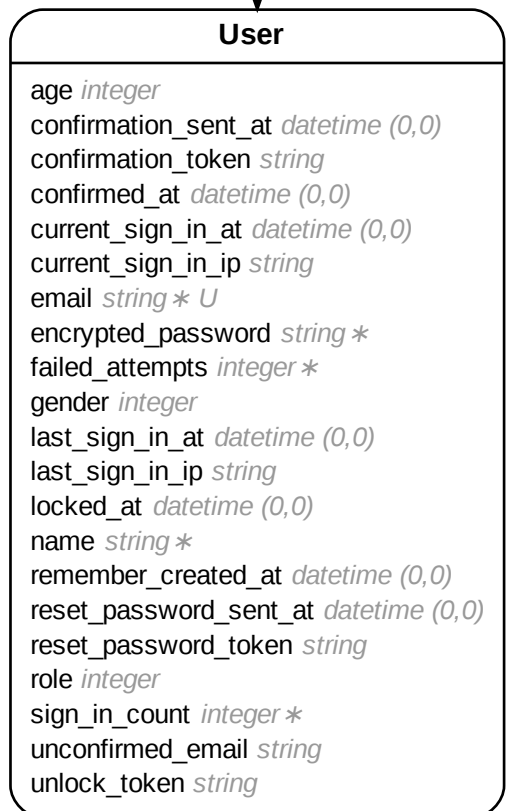 User
age integer
confirmation_sent_at datetime (0,0)
confirmation_token string
confirmed_at datetime (0,0)
current_sign_in_at datetime (0,0)
current_sign_in_ip string
email string ∗ U
encrypted_password string ∗
failed_attempts integer ∗
gender integer
last_sign_in_at datetime (0,0)
last_sign_in_ip string
locked_at datetime (0,0)
name string ∗
remember_created_at datetime (0,0)
reset_password_sent_at datetime (0,0)
reset_password_token string
role integer
sign_in_count integer ∗
unconfirmed_email string
unlock_token string